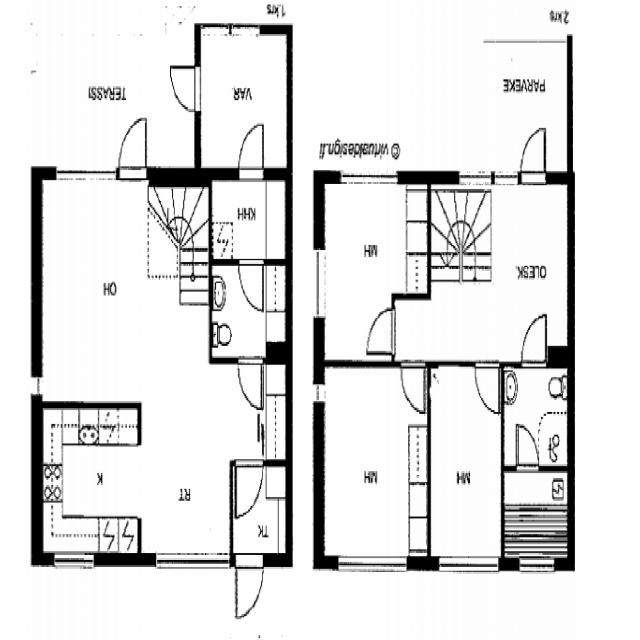 TK
RT
MH
MH
K
OH
OLESK.
MH
KHH
© virtualdesign.fi
VAR
TERASSI
PARVEKE
2.krs
1.krs